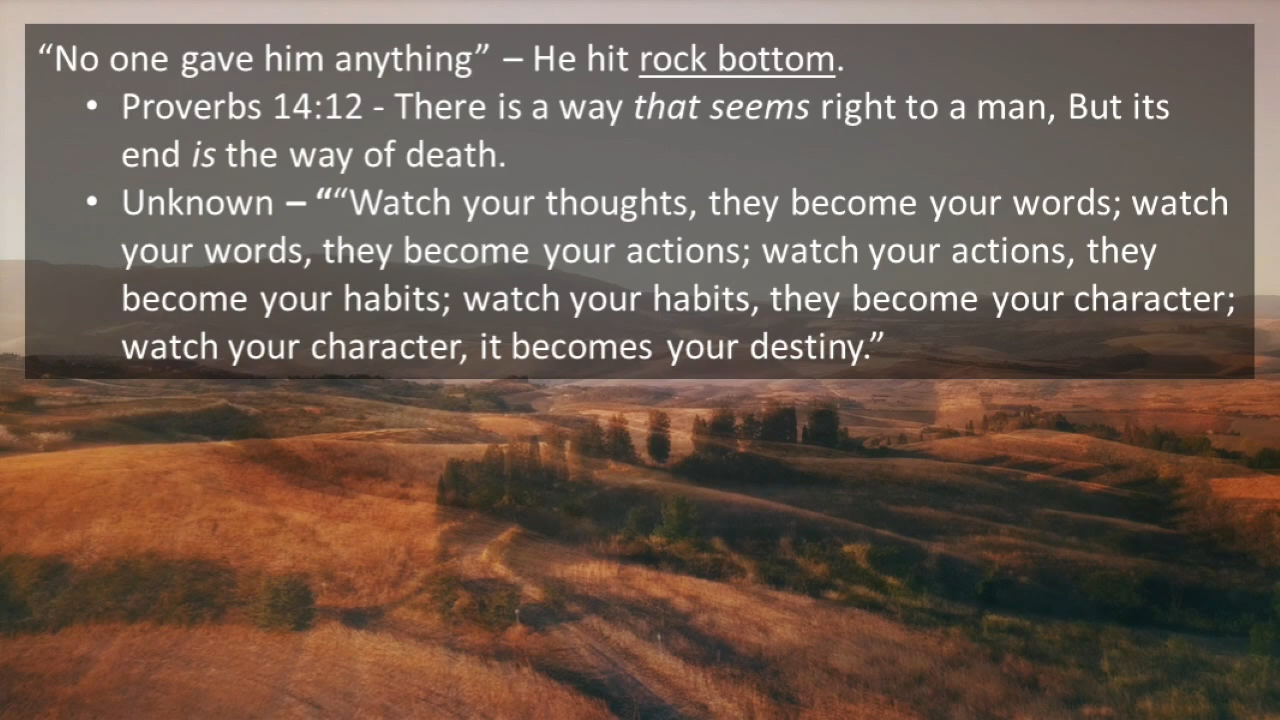 “No one gave him anything” – He hit rock bottom.
• Proverbs 14:12 - There is a way that seems right to a man, But its
end is the way of death.
• Unknown – ““Watch your thoughts, they become your words; watch
your words, they become your actions; watch your actions, they
become your habits; watch your habits, they become your character;
watch your character, it becomes your destiny.”